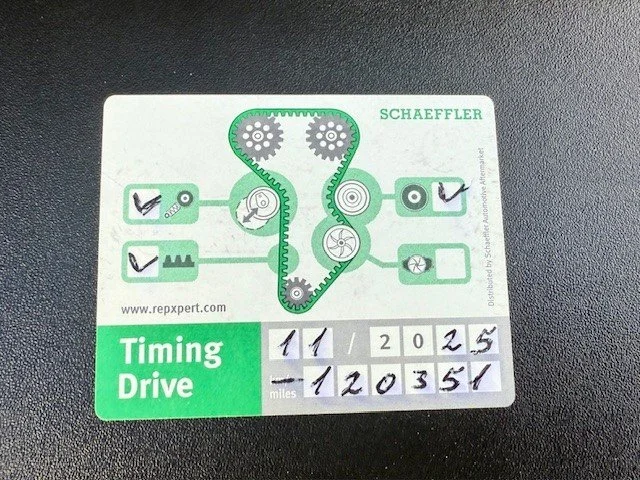 SCHAEFFLER
Distributed by Schaeffler Automotive Aftermarket
www.repxpert.com
Timing
Drive
11 / 2025
- 120351
miles